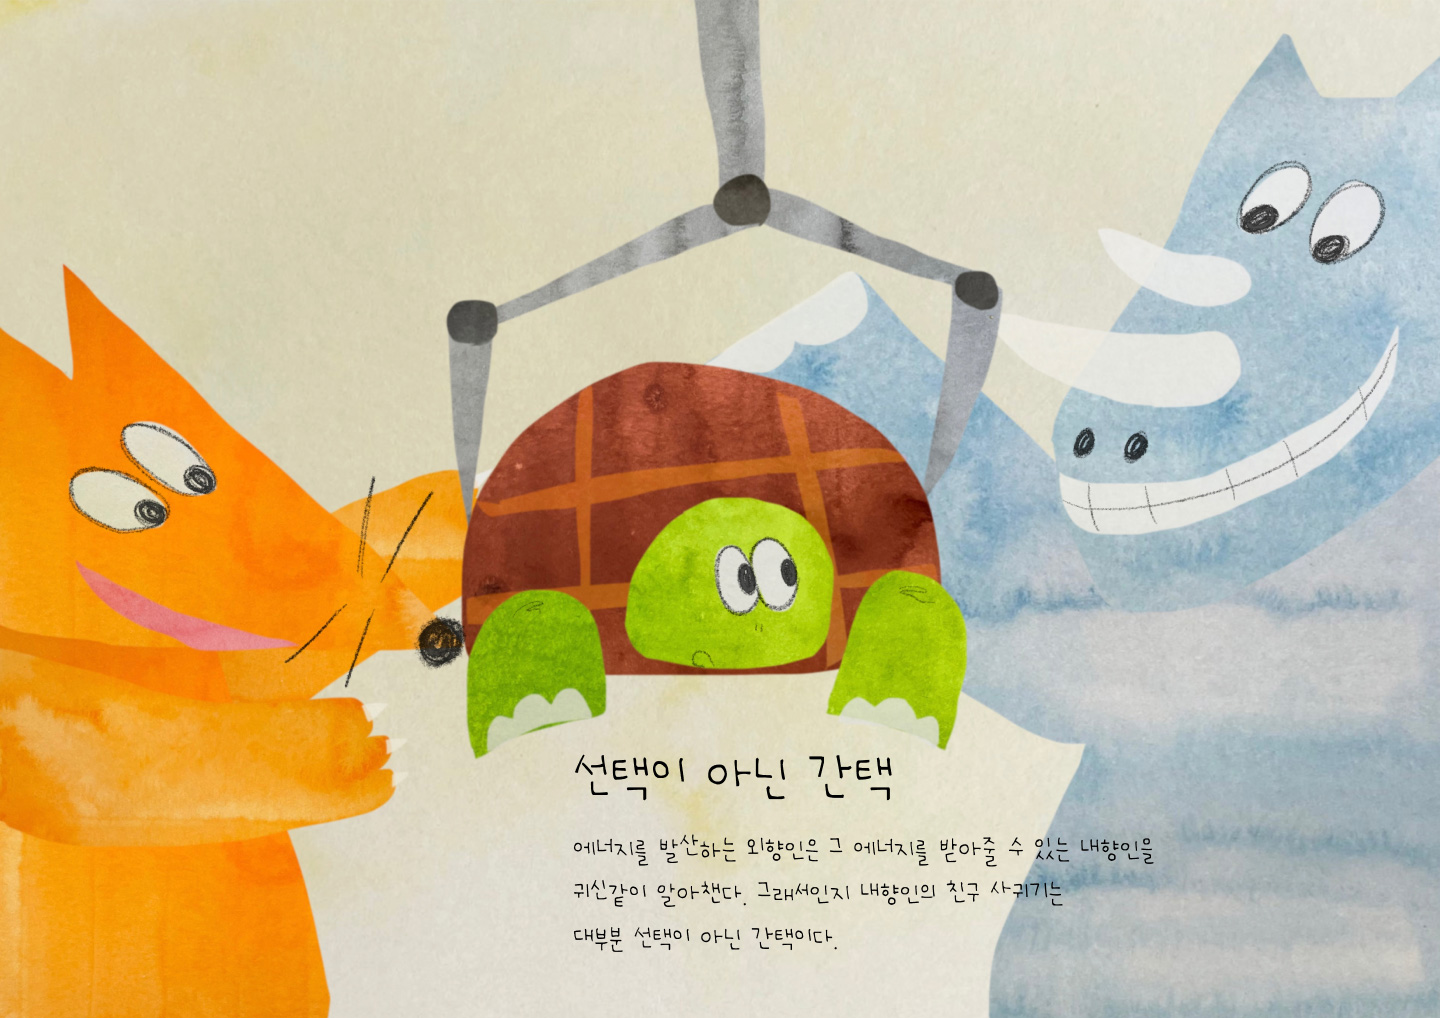 선택이 아닌 간택
에너지를 발산하는 외향인은 그 에너지를 받아줄 수 있는 내향인을
귀신같이 알아챈다. 그래서인지 내향인의 친구 사귀기는
대부분 선택이 아닌 간택이다.